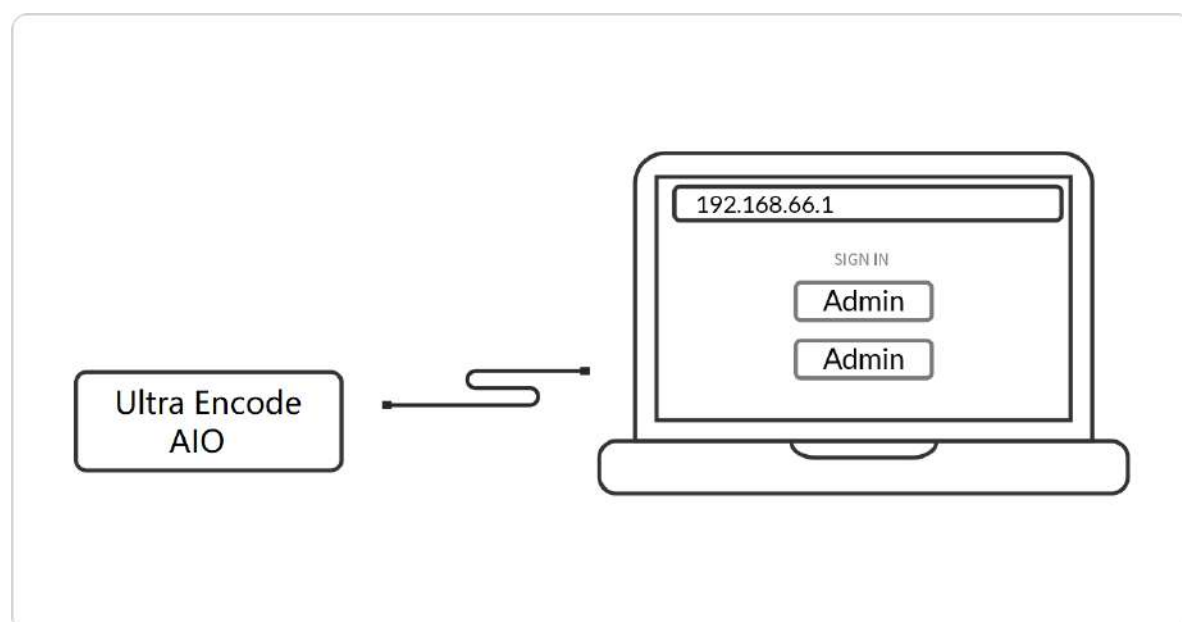 192.168.66.1
SIGN IN
Admin
Admin
Ultra Encode
AIO